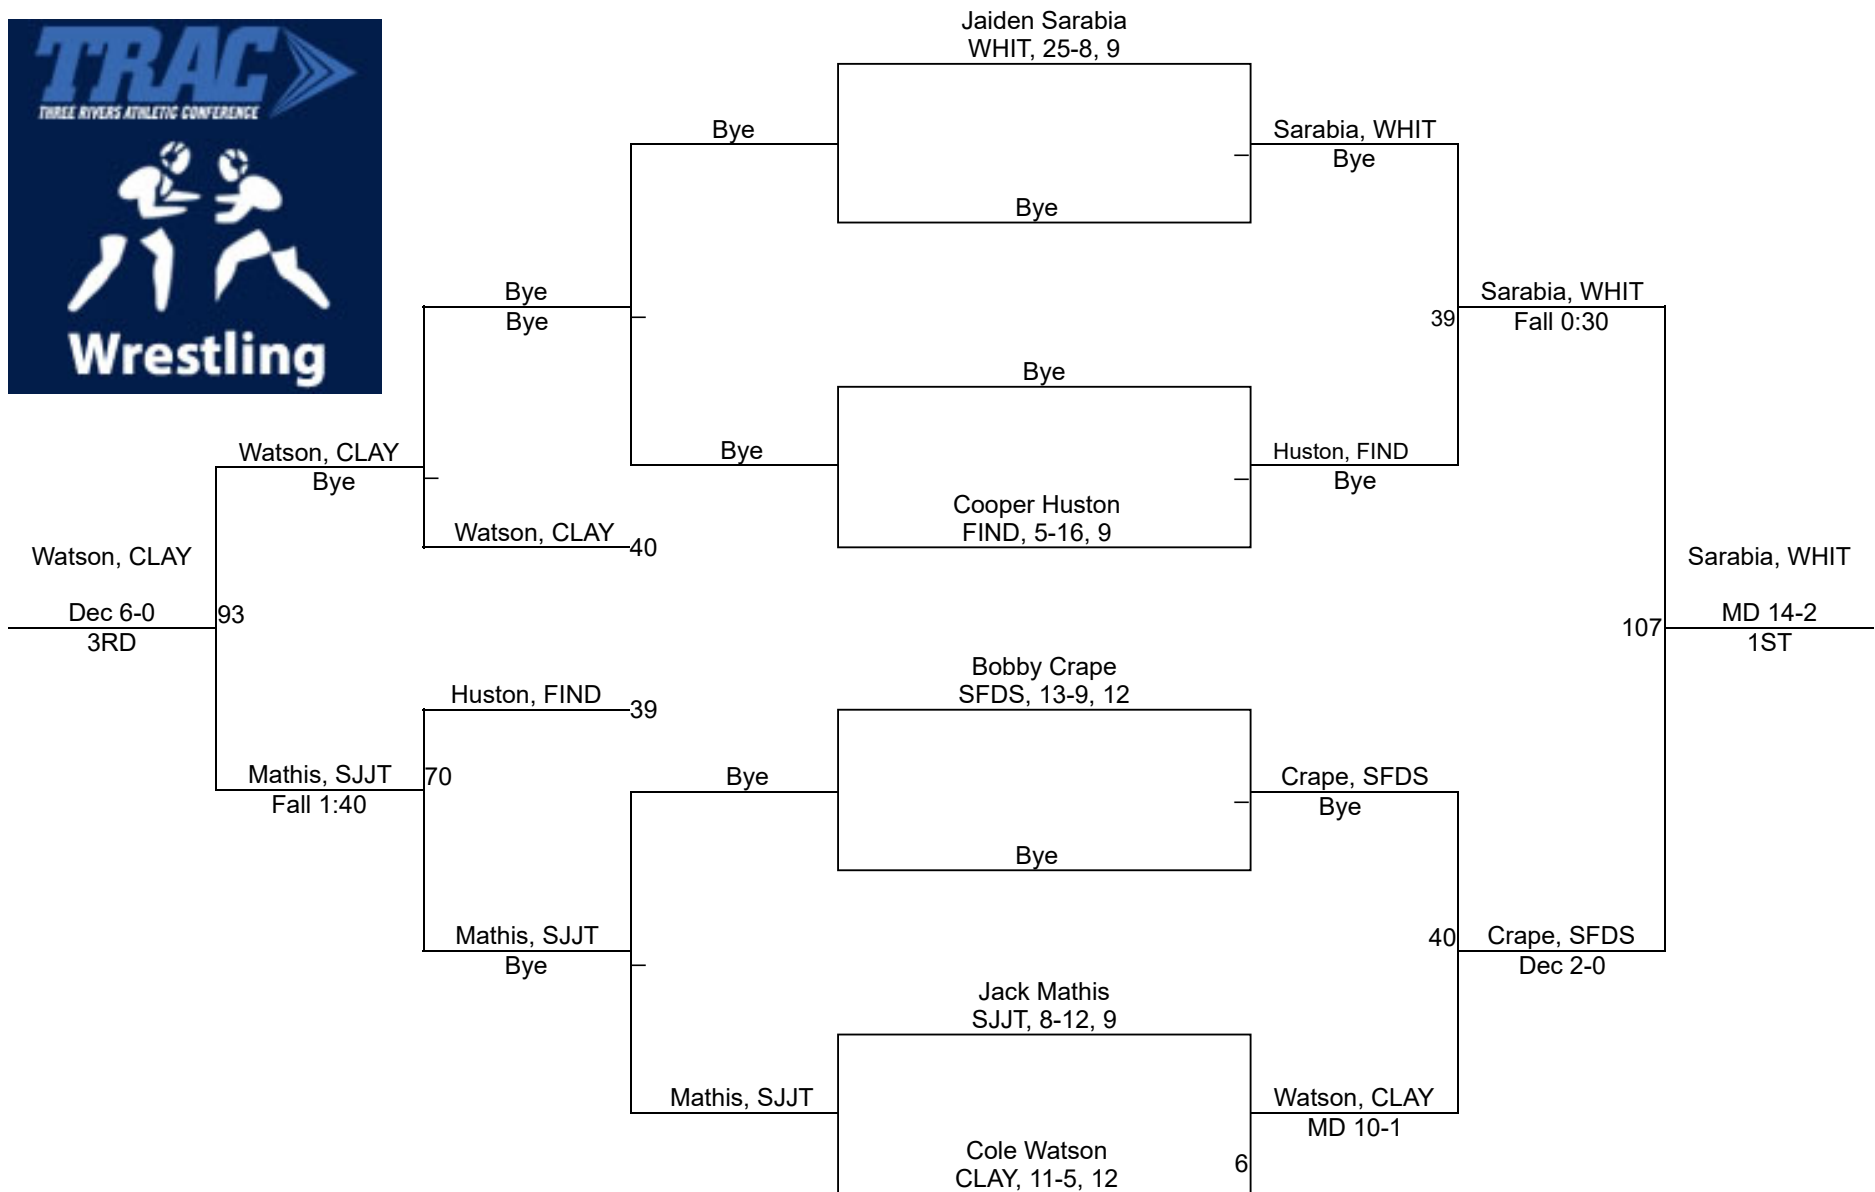 TRAC
THREE RIVERS ATHLETIC CONFERENCE
Wrestling
Jaiden Sarabia
WHIT, 25-8, 9
Bye
Sarabia, WHIT
Bye
Bye
Bye
Bye
Sarabia, WHIT
39
Fall 0:30
Bye
Watson, CLAY
Bye
Bye
Huston, FIND
Bye
Cooper Huston
FIND, 5-16, 9
Watson, CLAY
40
Watson, CLAY
Sarabia, WHIT
Dec 6-0
93
3RD
107
MD 14-2
1ST
Bobby Crape
SFDS, 13-9, 12
Huston, FIND
39
Mathis, SJJT
70
Fall 1:40
Bye
Crape, SFDS
Bye
Bye
Mathis, SJJT
Bye
40
Crape, SFDS
Dec 2-0
Jack Mathis
SJJT, 8-12, 9
Mathis, SJJT
Watson, CLAY
MD 10-1
Cole Watson
CLAY, 11-5, 12
6